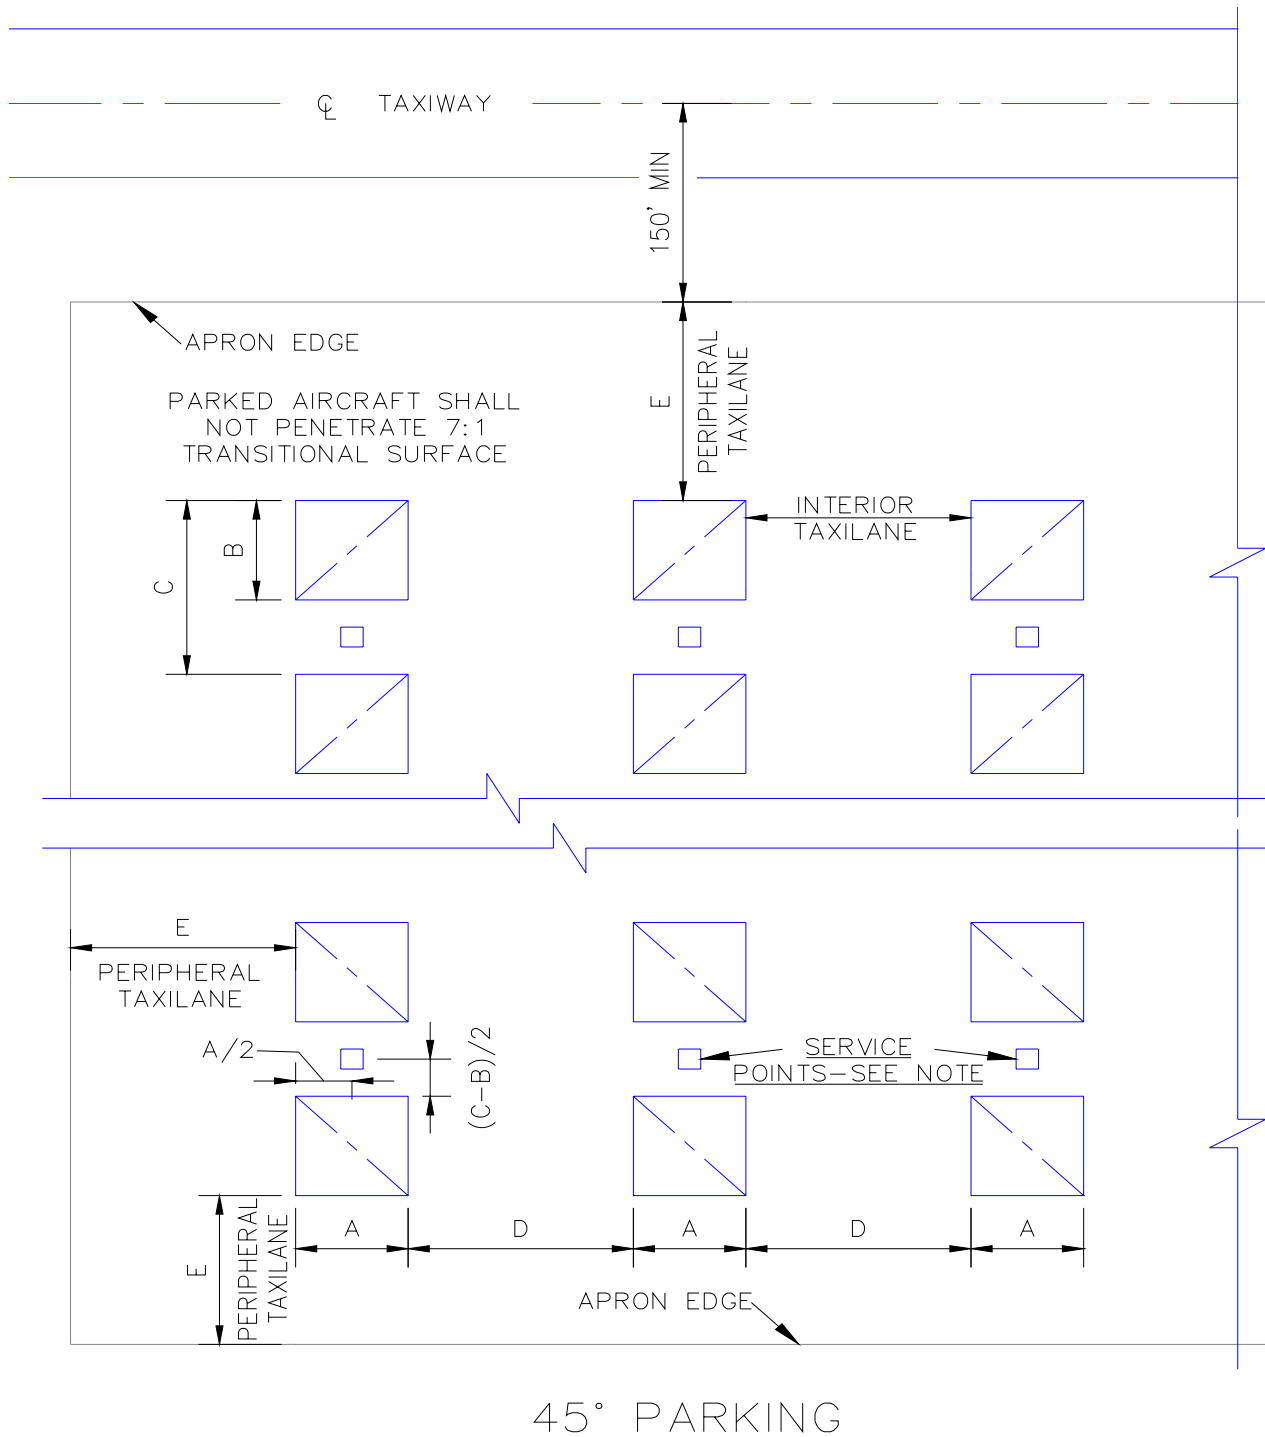 ℄ TAXIWAY
150' MIN
APRON EDGE
E
PERIPHERAL
TAXILANE
PARKED AIRCRAFT SHALL
NOT PENETRATE 7:1
TRANSITIONAL SURFACE
INTERIOR
TAXILANE
B
C
E
PERIPHERAL
TAXILANE
A/2
(C-B)/2
SERVICE
POINTS-SEE NOTE
E
PERIPHERAL
TAXILANE
A
D
A
D
A
APRON EDGE
45° PARKING